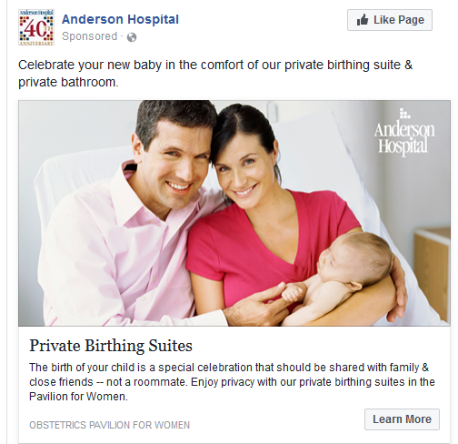 Anderson Hospital
40
ANNIVERSARY
Anderson Hospital
Sponsored ·
Like Page
Celebrate your new baby in the comfort of our private birthing suite &
private bathroom.
Anderson
Hospital
Private Birthing Suites
The birth of your child is a special celebration that should be shared with family &
close friends -- not a roommate. Enjoy privacy with our private birthing suites in the
Pavilion for Women.
OBSTETRICS PAVILION FOR WOMEN
Learn More